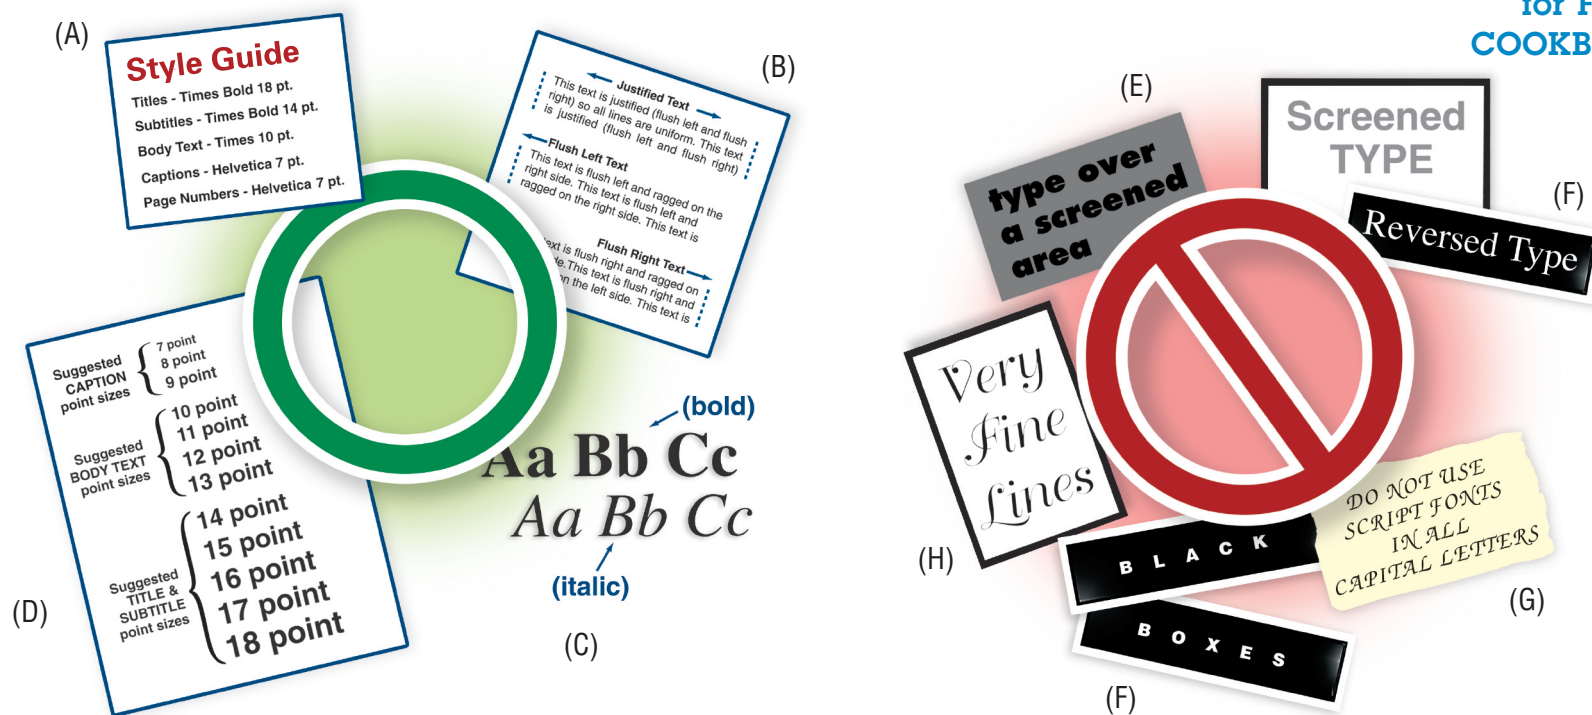 (A)
Style Guide
Titles - Times Bold 18 pt.
Subtitles - Times Bold 14 pt.
Body Text - Times 10 pt.
Captions - Helvetica 7 pt.
Page Numbers - Helvetica 7 pt.
(B)
Justified Text
This text is justified (flush left and flush
right) so all lines are uniform. This text
is justified (flush left and flush right)
Flush Left Text
This text is flush left and ragged on the
right side. This text is flush left and
ragged on the right side. This text is
Flush Right Text
text is flush right and ragged on
This text is flush right and
on the left side. This text is
(bold)
Aa Bb Cc
Aa Bb Cc
(italic)
(C)
Suggested
CAPTION
point sizes
7 point
8 point
9 point
Suggested
BODY TEXT
point sizes
10 point
11 point
12 point
13 point
Suggested
TITLE &
SUBTITLE
point sizes
14 point
15 point
16 point
17 point
18 point
(D)
for
(E)
type over
a screened
area
Screened
TYPE
(F)
Reversed Type
Very
Fine
Lines
(H)
BLACK
BOXES
(F)
DO NOT USE
SCRIPT FONTS
IN ALL
CAPITAL LETTERS
(G)